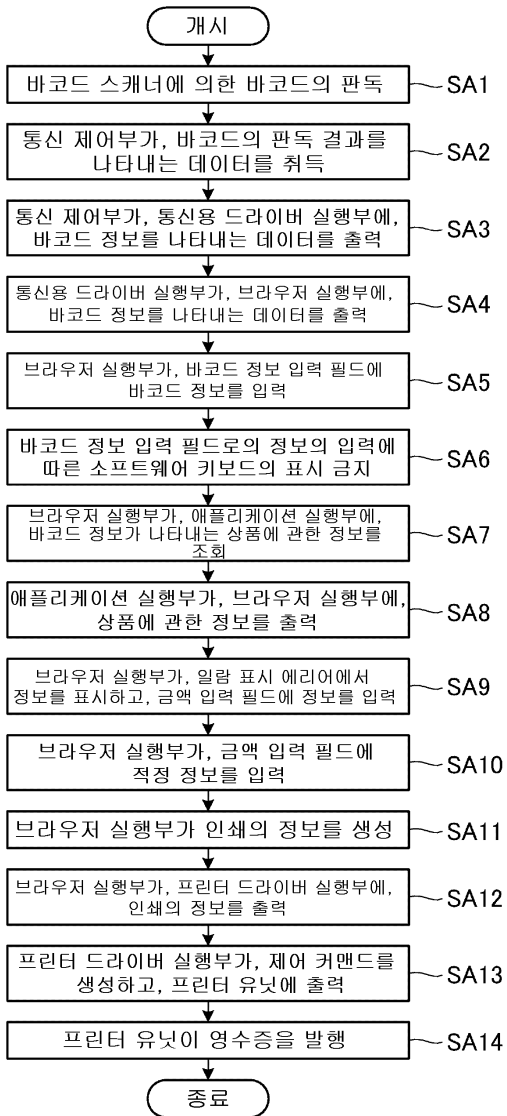 개시
바코드 스캐너에 의한 바코드의 판독
SA1
통신 제어부가, 바코드의 판독 결과를
나타내는 데이터를 취득
SA2
통신 제어부가, 통신용 드라이버 실행부에,
바코드 정보를 나타내는 데이터를 출력
SA3
통신용 드라이버 실행부가, 브라우저 실행부에,
바코드 정보를 나타내는 데이터를 출력
SA4
브라우저 실행부가, 바코드 정보 입력 필드에
바코드 정보를 입력
SA5
바코드 정보 입력 필드로의 정보의 입력에
따른 소프트웨어 키보드의 표시 금지
SA6
브라우저 실행부가, 애플리케이션 실행부에,
바코드 정보가 나타내는 상품에 관한 정보를
조회
SA7
애플리케이션 실행부가, 브라우저 실행부에,
상품에 관한 정보를 출력
SA8
브라우저 실행부가, 일람 표시 에리어에서
정보를 표시하고, 금액 입력 필드에 정보를 입력
SA9
브라우저 실행부가, 금액 입력 필드에
적정 정보를 입력
SA10
브라우저 실행부가 인쇄의 정보를 생성
SA11
브라우저 실행부가, 프린터 드라이버 실행부에,
인쇄의 정보를 출력
SA12
프린터 드라이버 실행부가, 제어 커맨드를
생성하고, 프린터 유닛에 출력
SA13
프린터 유닛이 영수증을 발행
SA14
종료